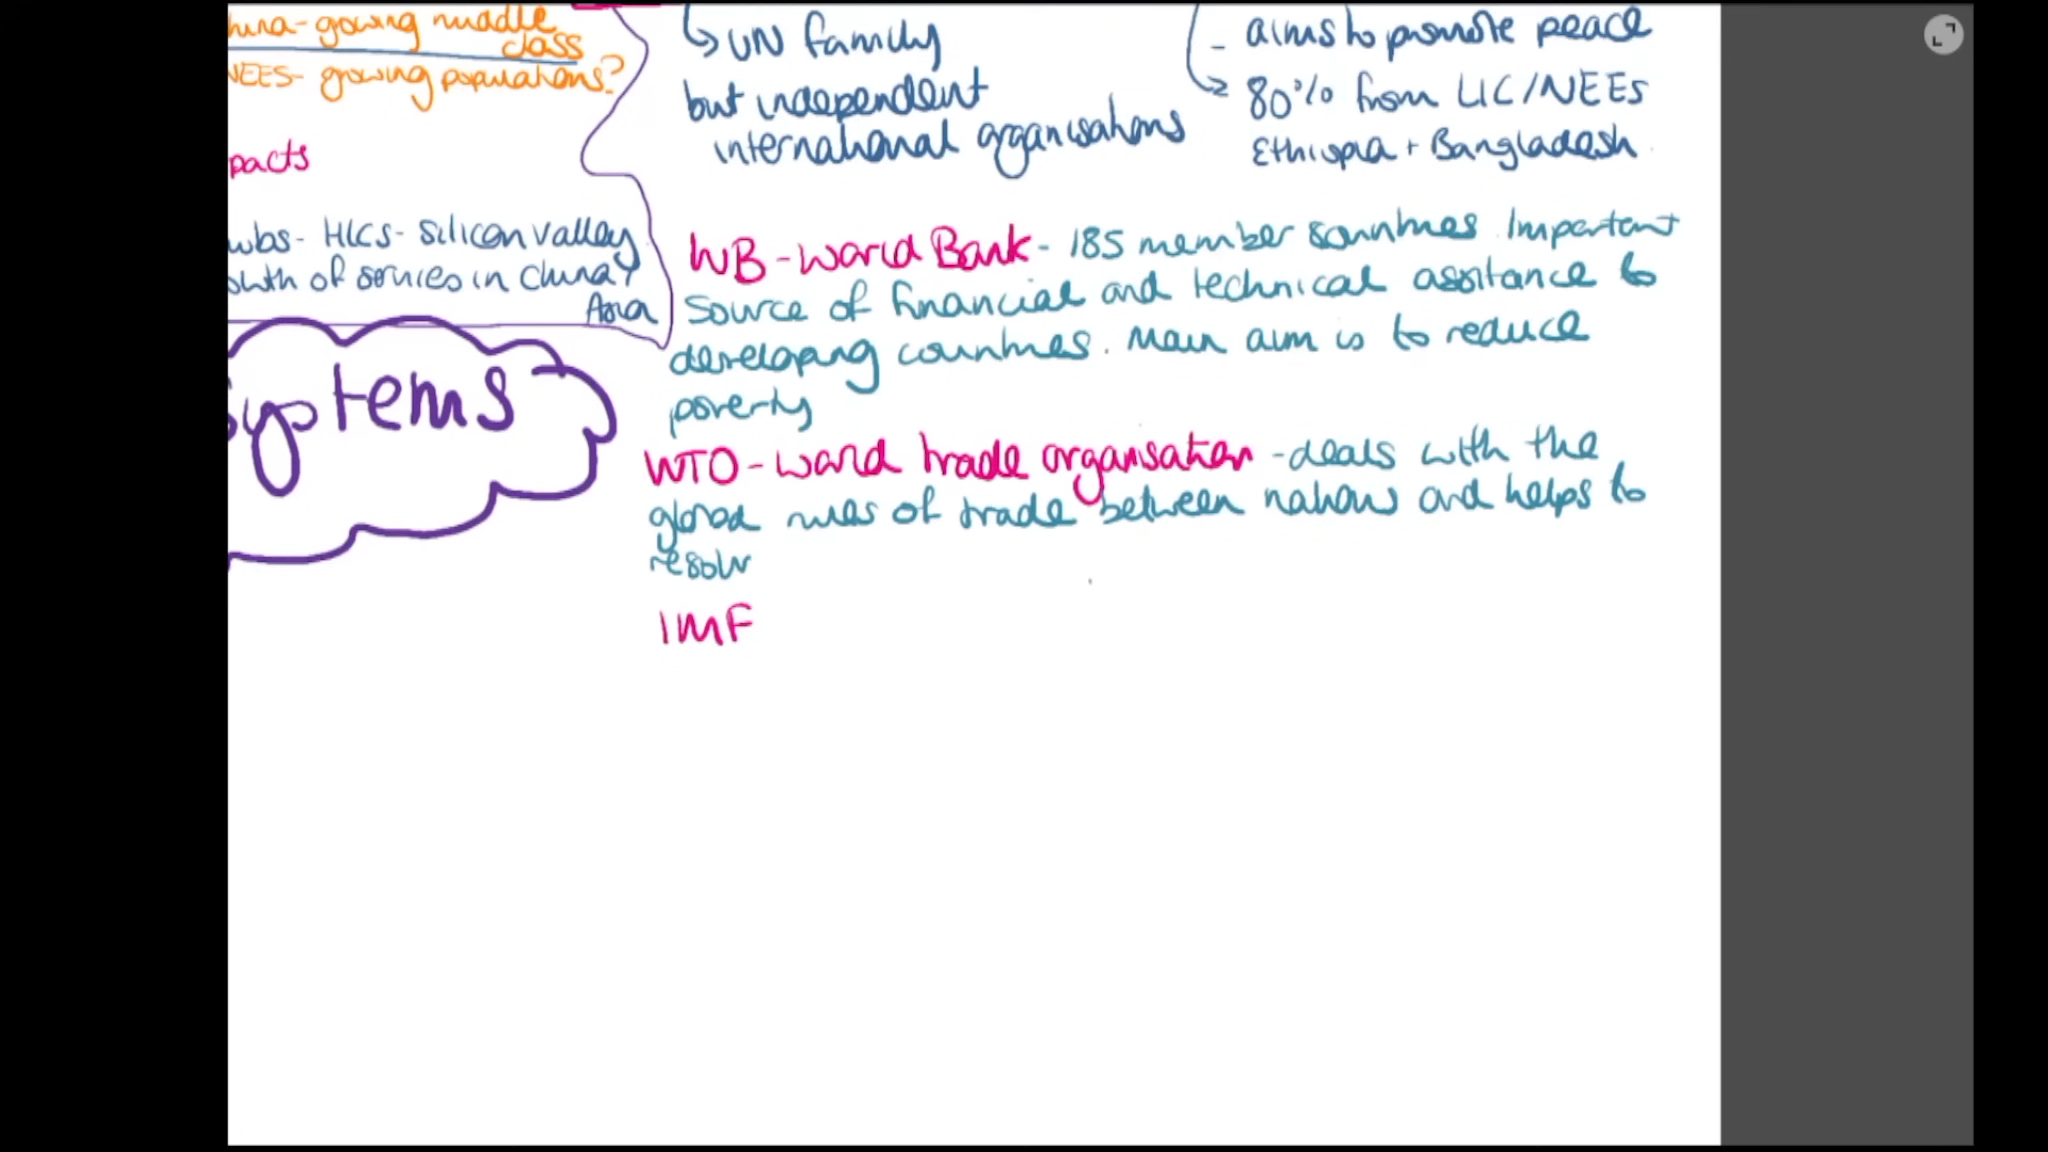 hina- growing middle
class
NEES- growing populations?
pacts
HICS- silicon valley
of services in China +
Asia
systems
UN family
but independent
international organisations
- aims to promote peace
80% from LIC/NEEs
Ethiopia + Bangladesh
WB - World Bank - 185 member countries. Important
source of financial and technical assitance to
developing countries. Main aim is to reduce
poverty
WTO - world trade organisation - deals with the
global rules of trade between nations and helps to
resolv
IMF